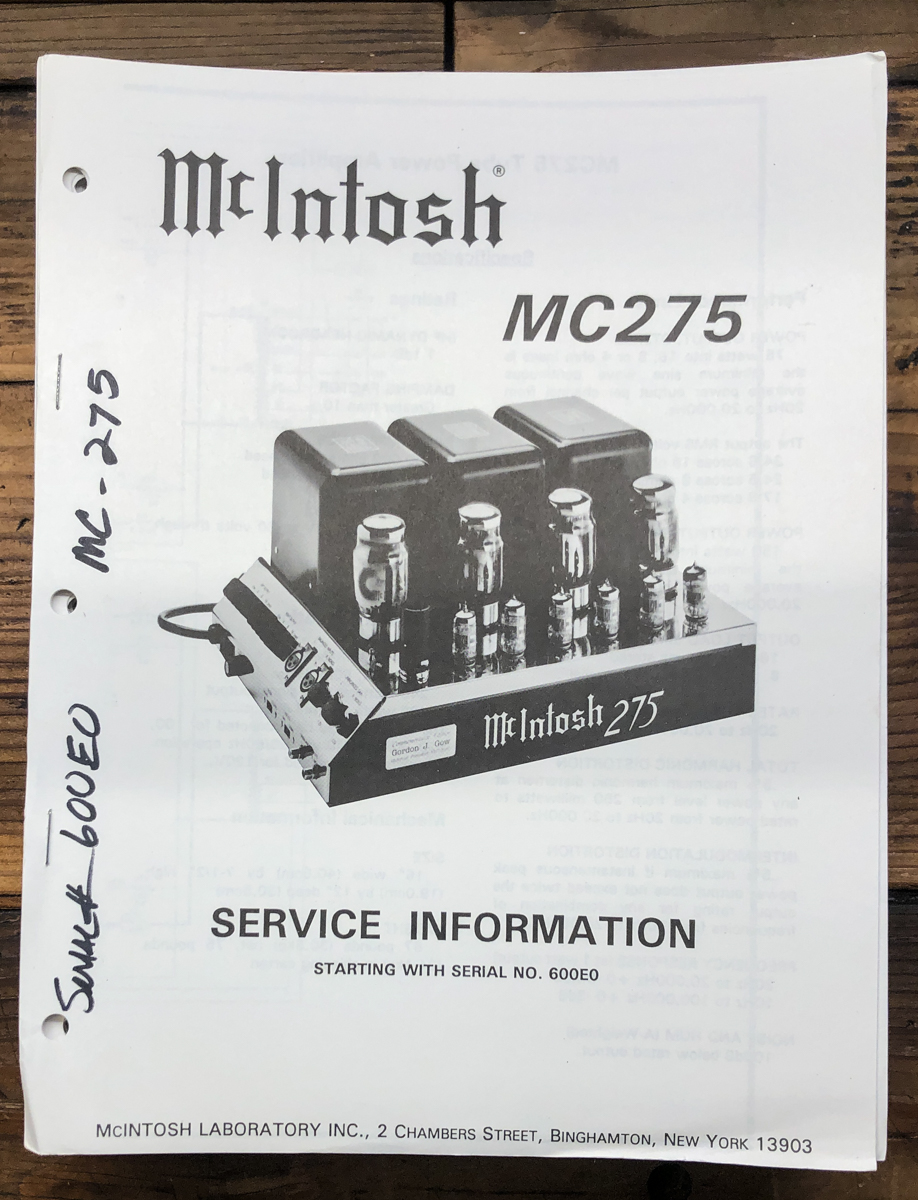 McIntosh®
MC275
MC-275
Serial# 600E0
Gordon J. Gow
McIntosh 275
SERVICE INFORMATION
STARTING WITH SERIAL NO. 600E0
McINTOSH LABORATORY INC., 2 CHAMBERS STREET, BINGHAMTON, NEW YORK 13903